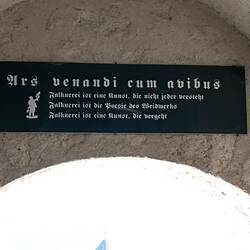 Ars venandi cum avibus
Falknerei ist eine Kunst, die nicht jeder versteht
Falknerei ist die Poesie des Weidwerks
Falknerei ist eine Kunst, die vergeht